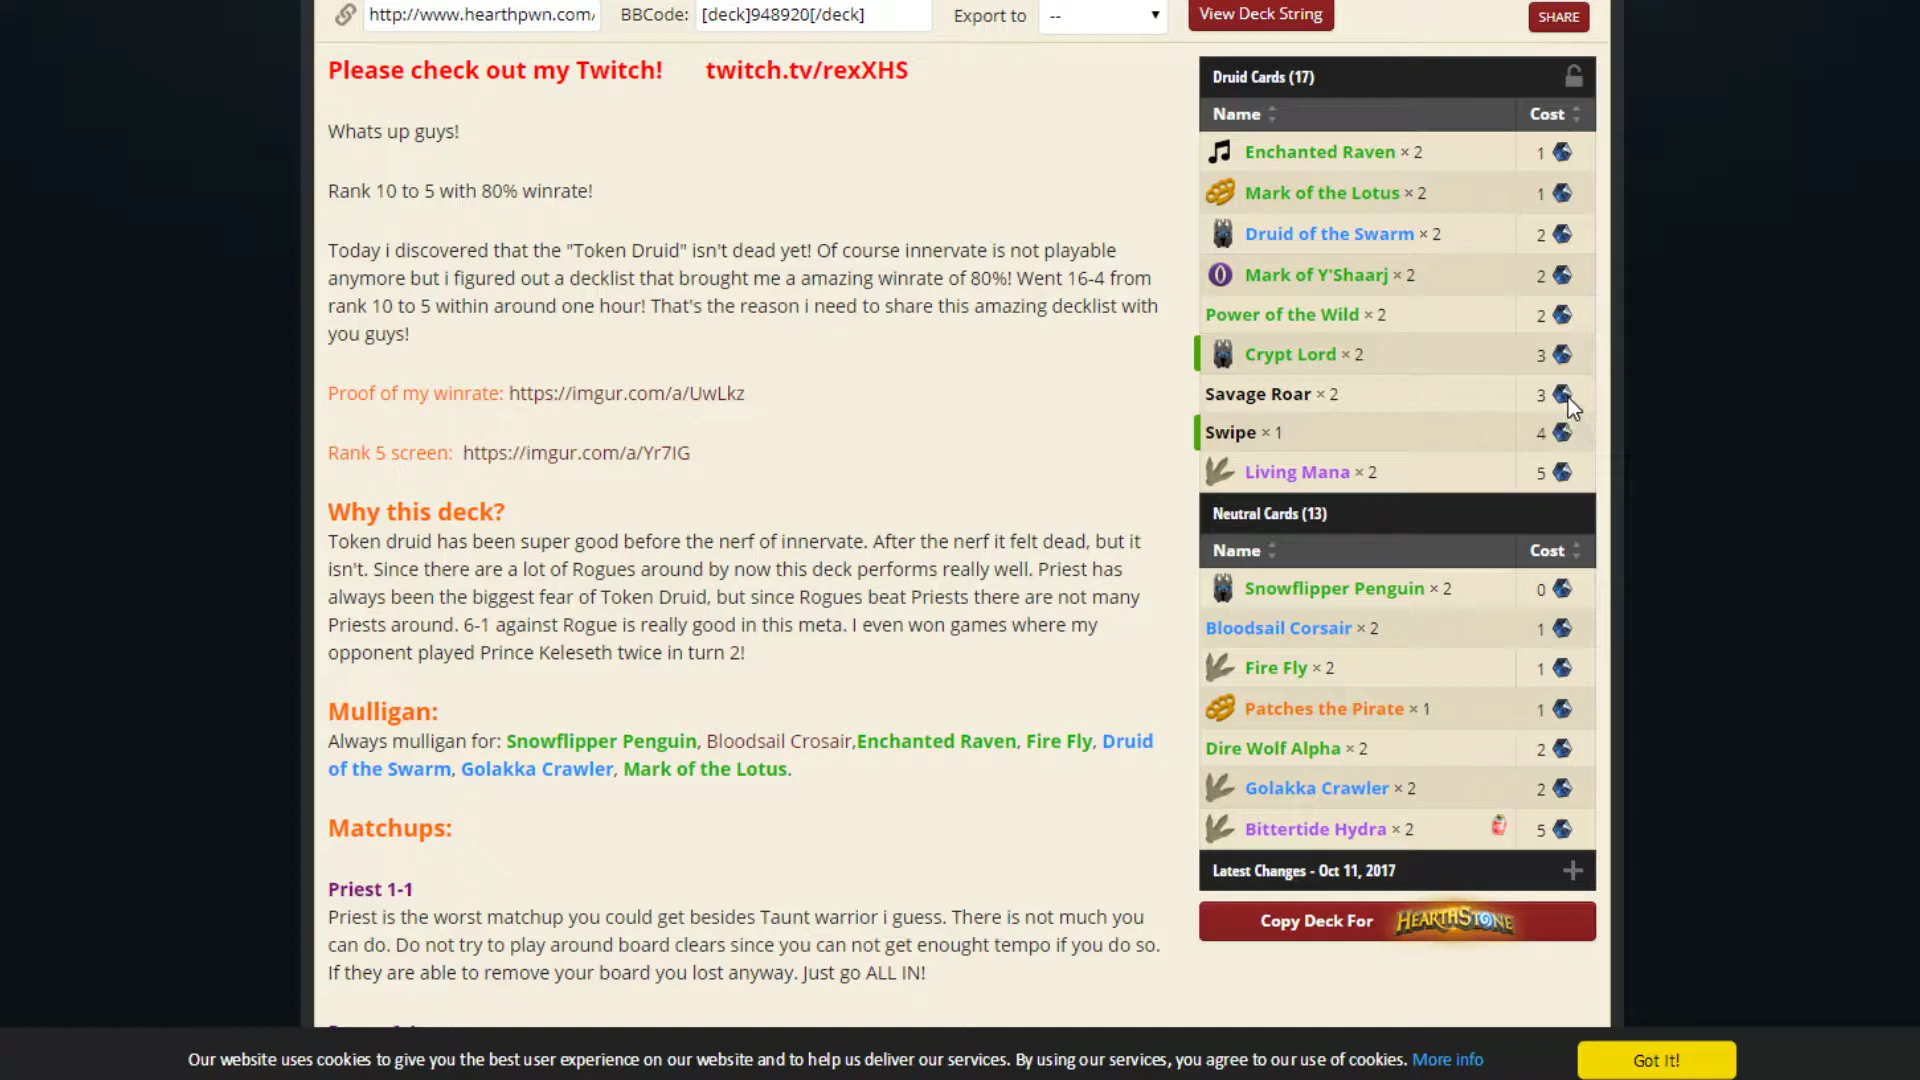 http://www.hearthpwn.com/ BBCode: [deck]948920[/deck] Export to -- View Deck String SHARE
Please check out my Twitch! twitch.tv/rexXHS
Whats up guys!
Rank 10 to 5 with 80% winrate!
Today i discovered that the "Token Druid" isn't dead yet! Of course innervate is not playable
anymore but i figured out a decklist that brought me a amazing winrate of 80%! Went 16-4 from
rank 10 to 5 within around one hour! That's the reason i need to share this amazing decklist with
you guys!
Proof of my winrate: https://imgur.com/a/UwLkz
Rank 5 screen: https://imgur.com/a/Yr7IG
Why this deck?
Token druid has been super good before the nerf of innervate. After the nerf it felt dead, but it
isn't. Since there are a lot of Rogues around by now this deck performs really well. Priest has
always been the biggest fear of Token Druid, but since Rogues beat Priests there are not many
Priests around. 6-1 against Rogue is really good in this meta. I even won games where my
opponent played Prince Keleseth twice in turn 2!
Mulligan:
Always mulligan for: Snowflipper Penguin, Bloodsail Crosair,Enchanted Raven, Fire Fly, Druid
of the Swarm, Golakka Crawler, Mark of the Lotus.
Matchups:
Priest 1-1
Priest is the worst matchup you could get besides Taunt warrior i guess. There is not much you
can do. Do not try to play around board clears since you can not get enought tempo if you do so.
If they are able to remove your board you lost anyway. Just go ALL IN!
Druid Cards (17)
Name Cost
Enchanted Raven × 2 1
Mark of the Lotus × 2 1
Druid of the Swarm × 2 2
Mark of Y'Shaarj × 2 2
Power of the Wild × 2 2
Crypt Lord × 2 3
Savage Roar × 2 3
Swipe × 1 4
Living Mana × 2 5
Neutral Cards (13)
Name Cost
Snowflipper Penguin × 2 0
Bloodsail Corsair × 2 1
Fire Fly × 2 1
Patches the Pirate × 1 1
Dire Wolf Alpha × 2 2
Golakka Crawler × 2 2
Bittertide Hydra × 2 5
Latest Changes - Oct 11, 2017
Copy Deck For HEARTHSTONE
Our website uses cookies to give you the best user experience on our website and to help us deliver our services. By using our services, you agree to our use of cookies. More info Got It!